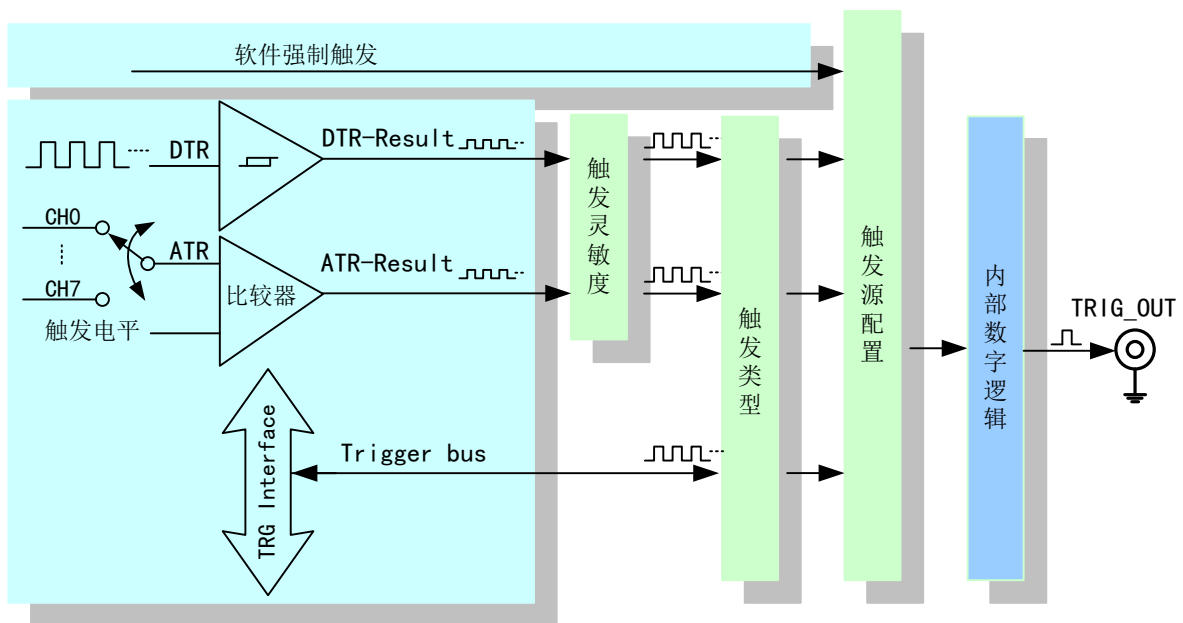 软件强制触发
DTR
DTR-Result
CH0
CH7
ATR
ATR-Result
比较器
触发电平
TRG Interface
Trigger bus
触发灵敏度
触发类型
触发源配置
内部数字逻辑
TRIG_OUT